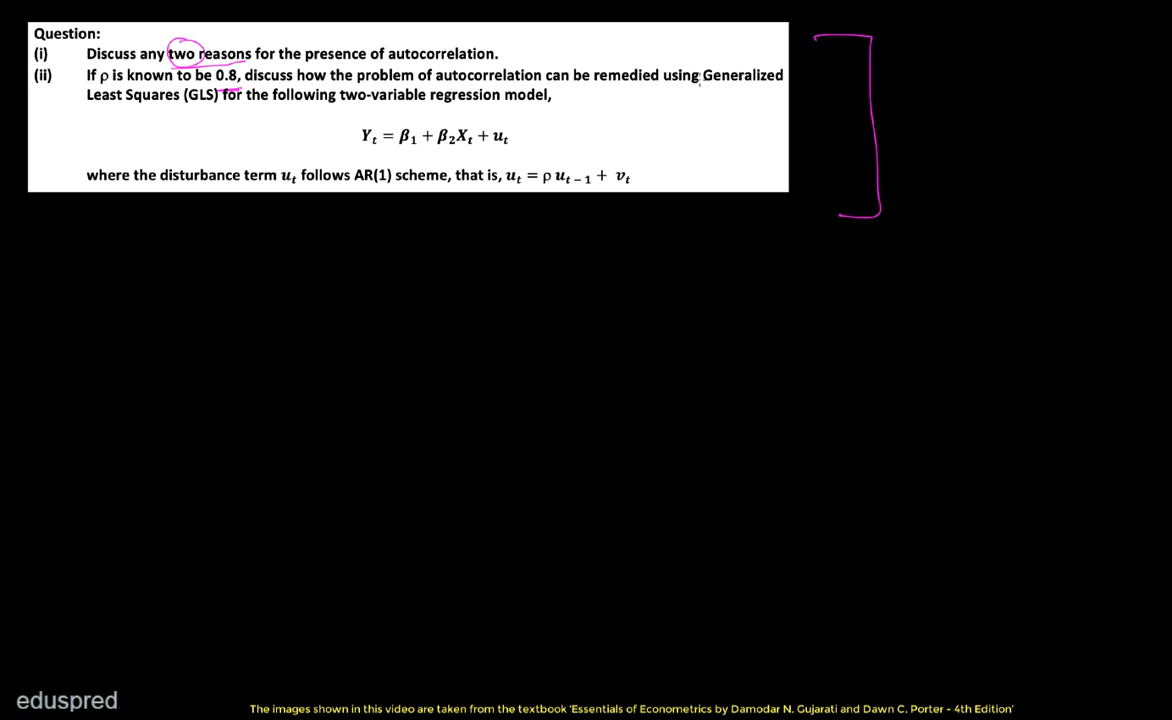 Question:
(i) Discuss any two reasons for the presence of autocorrelation.
(ii) If ρ is known to be 0.8, discuss how the problem of autocorrelation can be remedied using Generalized
Least Squares (GLS) for the following two-variable regression model,
Yₜ = β₁ + β₂Xₜ + uₜ
where the disturbance term uₜ follows AR(1) scheme, that is, uₜ = ρ uₜ₋₁ + vₜ
eduspred
The images shown in this video are taken from the textbook 'Essentials of Econometrics by Damodar N. Gujarati and Dawn C. Porter - 4th Edition'